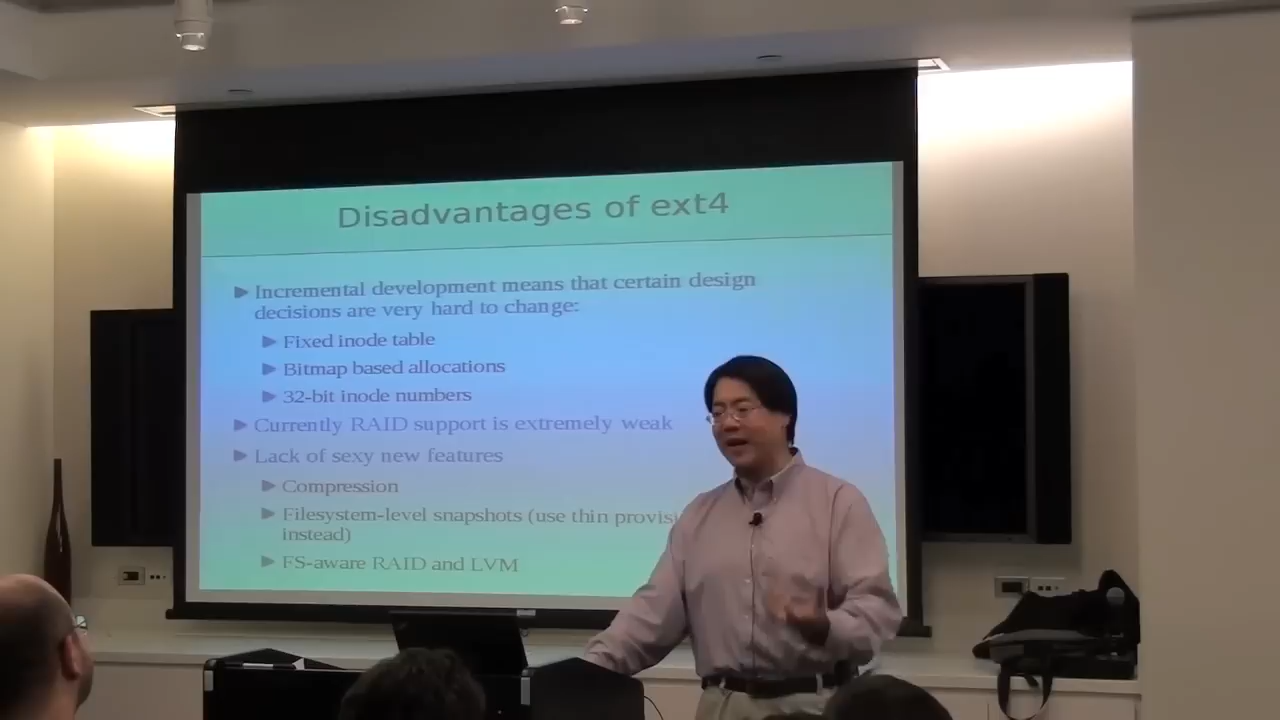 Disadvantages of ext4
Incremental development means that certain design
decisions are very hard to change:
Fixed inode table
Bitmap based allocations
32-bit inode numbers
Currently RAID support is extremely weak
Lack of sexy new features
Compression
Filesystem-level snapshots (use thin
instead)
FS-aware RAID and LVM